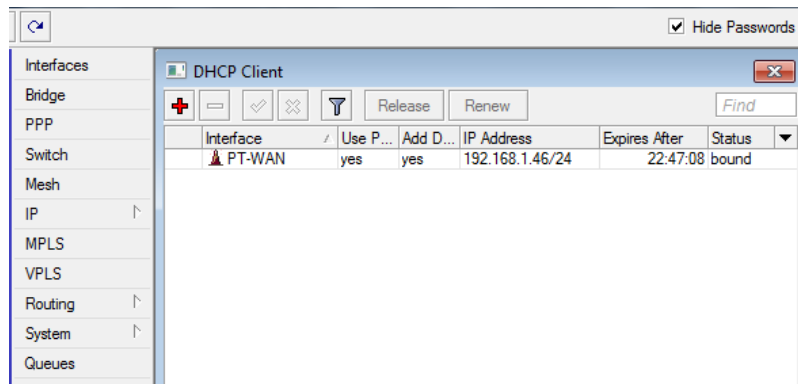 Hide Passwords
Interfaces
Bridge
PPP
Switch
Mesh
IP
MPLS
VPLS
Routing
System
Queues
DHCP Client
Release Renew Find
Interface Use P... Add D... IP Address Expires After Status
PT-WAN yes yes 192.168.1.46/24 22:47:08 bound